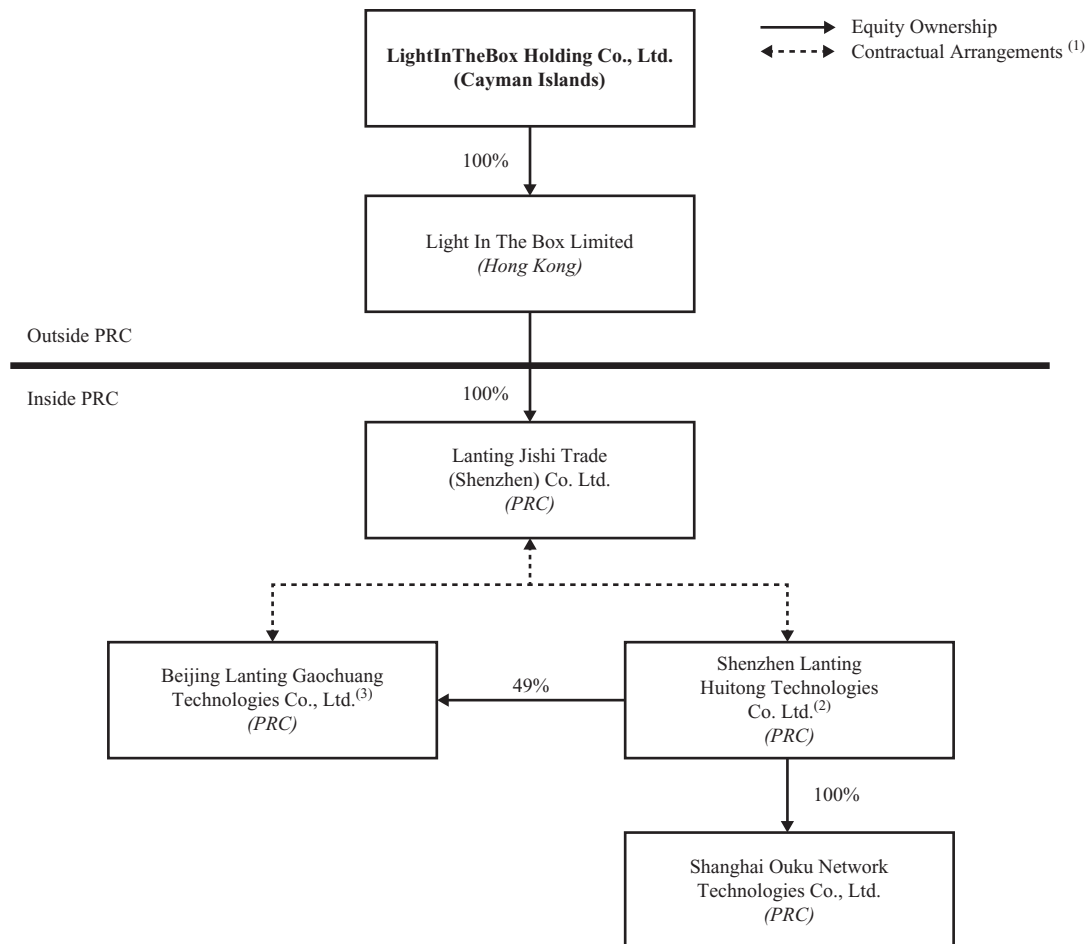 LightInTheBox Holding Co., Ltd.
(Cayman Islands)
Equity Ownership
Contractual Arrangements (1)
100%
Light In The Box Limited
(Hong Kong)
Outside PRC
Inside PRC
100%
Lanting Jishi Trade
(Shenzhen) Co. Ltd.
(PRC)
Beijing Lanting Gaochuang
Technologies Co., Ltd.(3)
(PRC)
49%
Shenzhen Lanting
Huitong Technologies
Co. Ltd.(2)
(PRC)
100%
Shanghai Ouku Network
Technologies Co., Ltd.
(PRC)